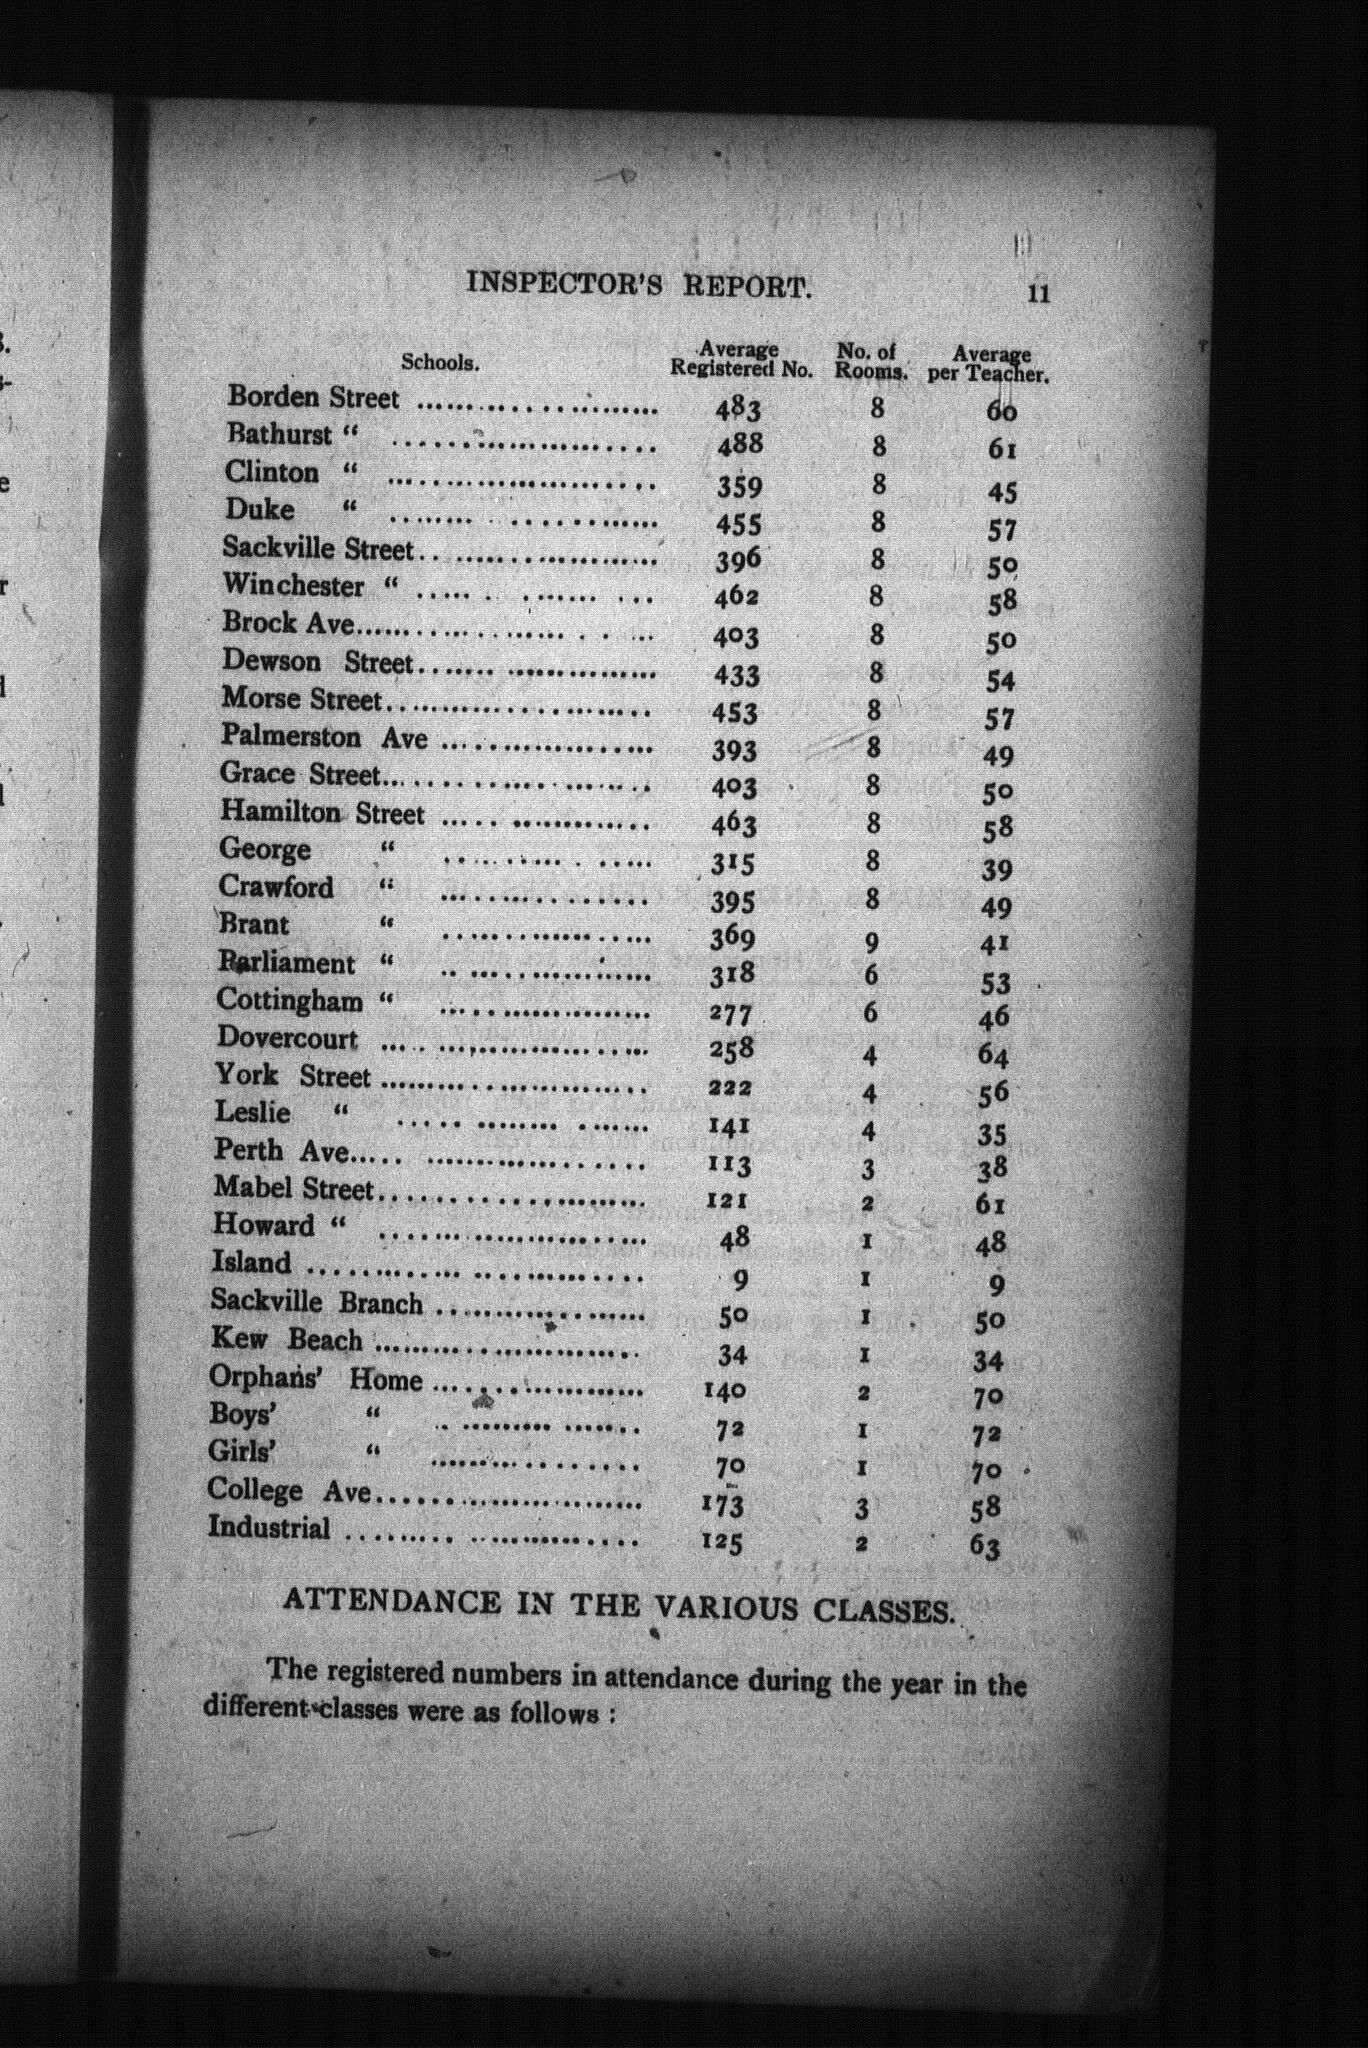 INSPECTOR'S REPORT. 11
Schools. Average Registered No. No. of Rooms. Average per Teacher.
Borden Street ........................ 483 8 60
Bathurst “ ........................ 488 8 61
Clinton “ ........................ 359 8 45
Duke “ ........................ 455 8 57
Sackville Street ........................ 396 8 50
Winchester “ ........................ 462 8 58
Brock Ave ........................ 403 8 50
Dewson Street ........................ 433 8 54
Morse Street ........................ 453 8 57
Palmerston Ave ........................ 393 8 49
Grace Street ........................ 403 8 50
Hamilton Street ........................ 463 8 58
George “ ........................ 315 8 39
Crawford “ ........................ 395 8 49
Brant “ ........................ 369 9 41
Parliament “ ........................ 318 6 53
Cottingham “ ........................ 277 6 46
Dovercourt ........................ 258 4 64
York Street ........................ 222 4 56
Leslie “ ........................ 141 4 35
Perth Ave ........................ 113 3 38
Mabel Street ........................ 121 2 61
Howard “ ........................ 48 1 48
Island ........................ 9 1 9
Sackville Branch ........................ 50 1 50
Kew Beach ........................ 34 1 34
Orphans' Home ........................ 140 2 70
Boys' “ ........................ 72 1 72
Girls' “ ........................ 70 1 70
College Ave ........................ 173 3 58
Industrial ........................ 125 2 63
ATTENDANCE IN THE VARIOUS CLASSES.
The registered numbers in attendance during the year in the
different classes were as follows :